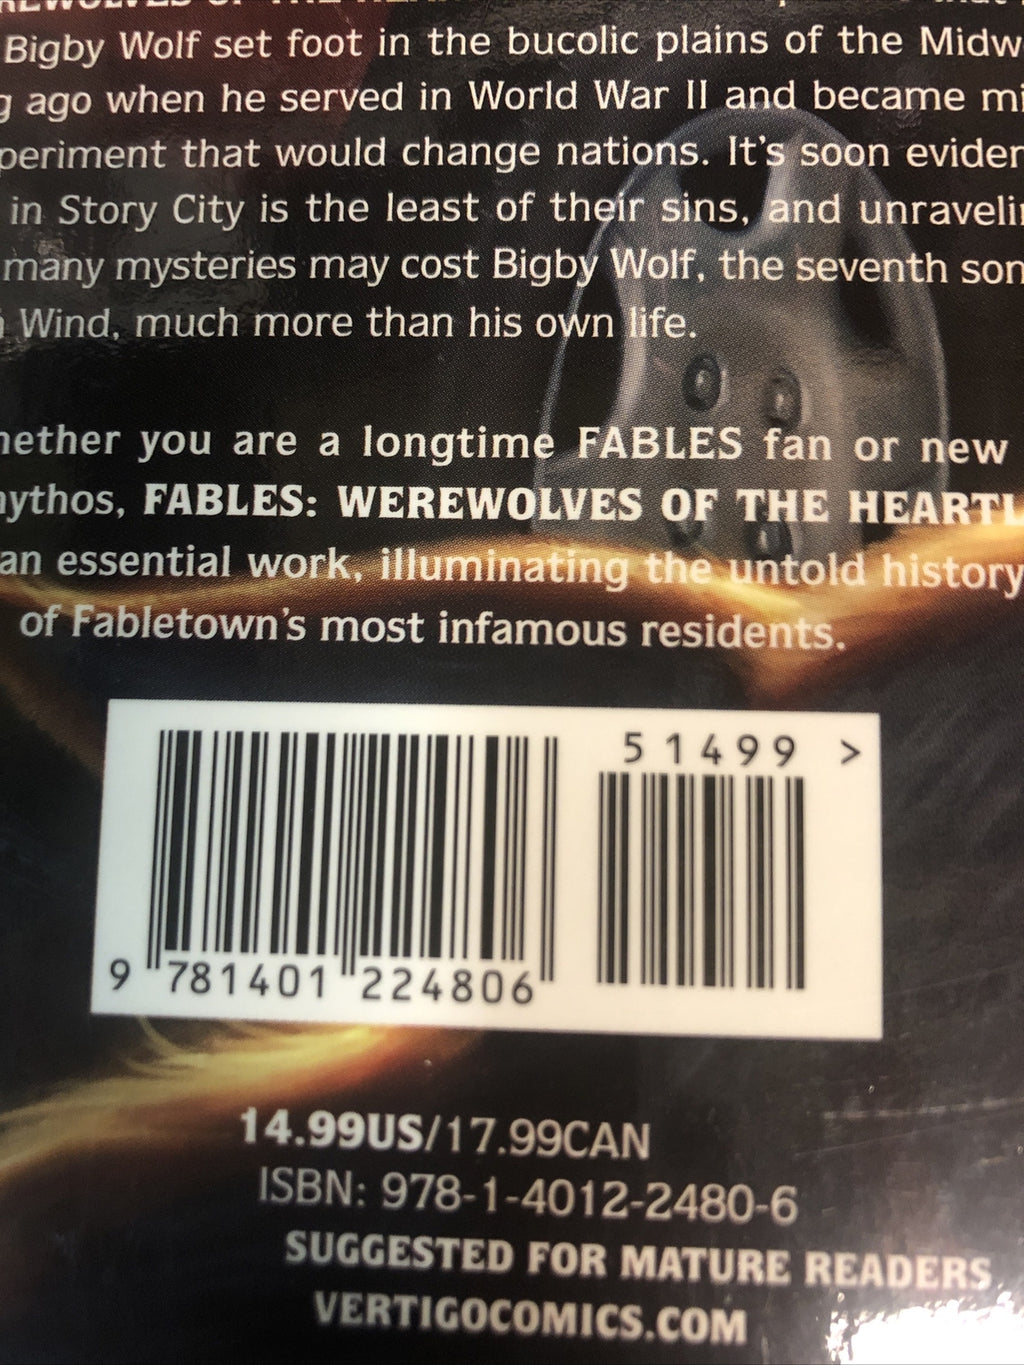 Bigby Wolf set foot in the bucolic plains of the Midw
g ago when he served in World War II and became mi
periment that would change nations. It's soon eviden
in Story City is the least of their sins, and unraveli
many mysteries may cost Bigby Wolf, the seventh son
Wind, much more than his own life.
hether you are a longtime FABLES fan or new
mythos, FABLES: WEREWOLVES OF THE HEARTL
an essential work, illuminating the untold history
of Fabletown's most infamous residents.
51499 >
9 781401 224806
14.99US/17.99CAN
ISBN: 978-1-4012-2480-6
SUGGESTED FOR MATURE READERS
VERTIGOCOMICS.COM